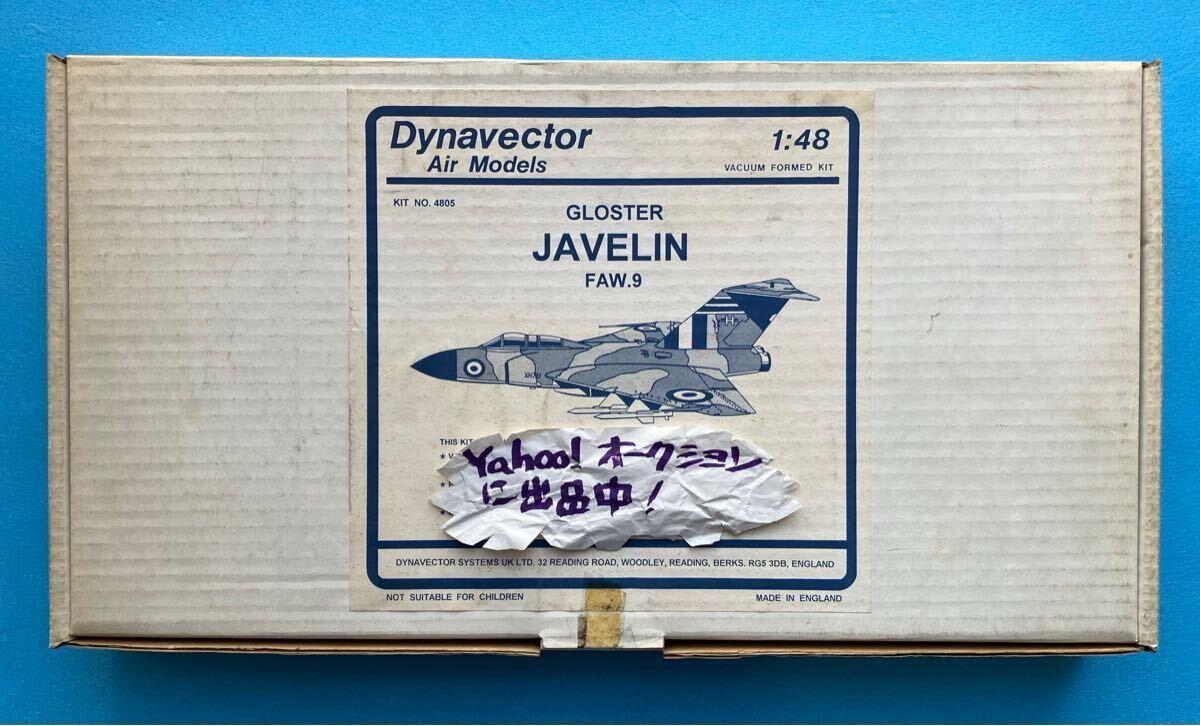 Dynavector
Air Models
1:48
VACUUM FORMED KIT
KIT NO. 4805
GLOSTER
JAVELIN
FAW.9
H
THIS KIT
Yahoo! オークション
に出品中!
DYNAVECTOR SYSTEMS UK LTD, 32 READING ROAD, WOODLEY, READING, BERKS. RG5 3DB, ENGLAND
NOT SUITABLE FOR CHILDREN
MADE IN ENGLAND